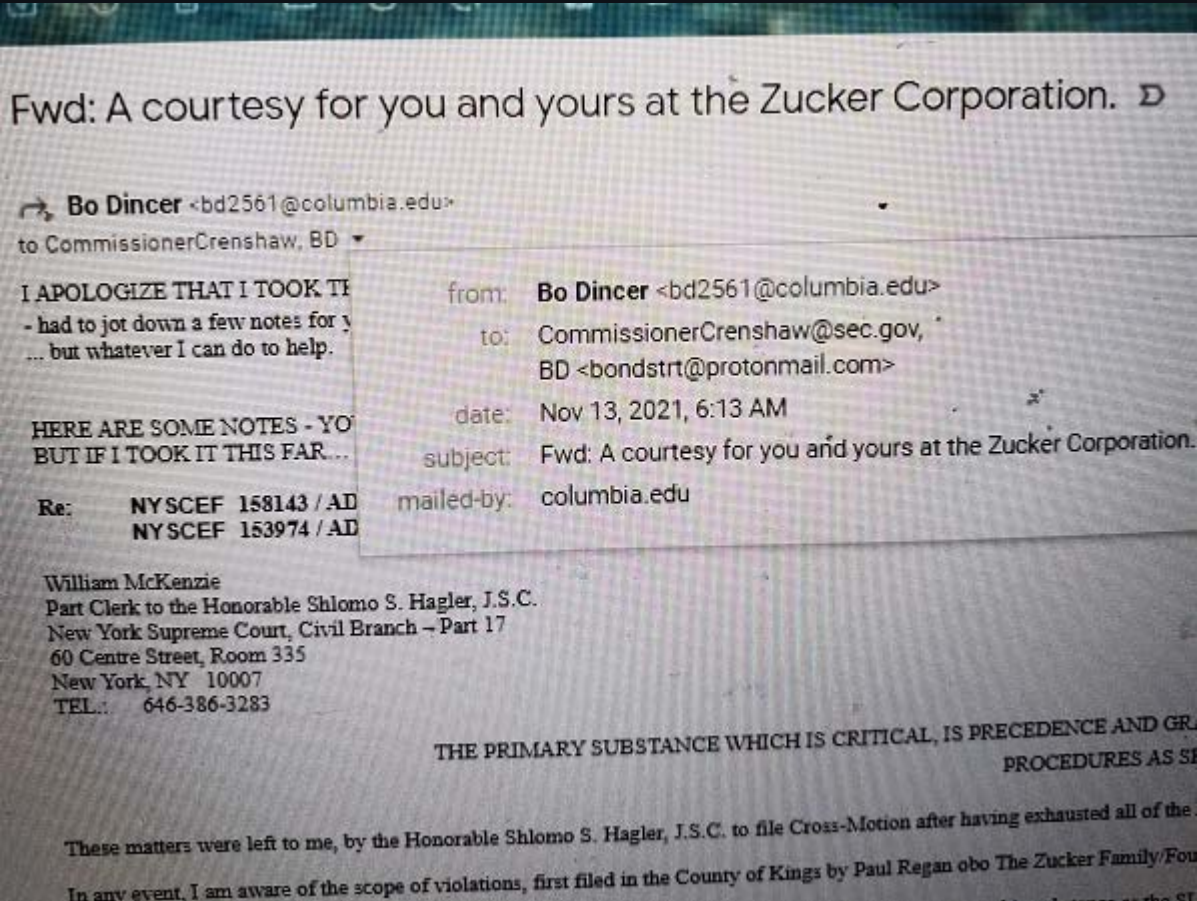 Fwd: A courtesy for you and yours at the Zucker Corporation.
Bo Dincer <bd2561@columbia.edu>
to CommissionerCrenshaw, BD
I APOLOGIZE THAT I TOOK
- had to jot down a few notes for
... but whatever I can do to help.
HERE ARE SOME NOTES - YO
BUT IF I TOOK IT THIS FAR...
Re: NYSCEF 158143 / AD
NYSCEF 153974 / AD
from: Bo Dincer <bd2561@columbia.edu>
to: CommissionerCrenshaw@sec.gov,
BD <bondstrt@protonmail.com>
date: Nov 13, 2021, 6:13 AM
subject: Fwd: A courtesy for you and yours at the Zucker Corporation.
mailed-by: columbia.edu
William McKenzie
Part Clerk to the Honorable Shlomo S. Hagler, J.S.C.
New York Supreme Court, Civil Branch – Part 17
60 Centre Street, Room 335
New York, NY 10007
TEL.: 646-386-3283
THE PRIMARY SUBSTANCE WHICH IS CRITICAL, IS PRECEDENCE AND GRA
PROCEDURES AS
These matters were left to me, by the Honorable Shlomo S. Hagler, J.S.C. to file Cross-Motion after having exhausted all of the
In any event, I am aware of the scope of violations, first filed in the County of Kings by Paul Regan obo The Zucker Family/Fou